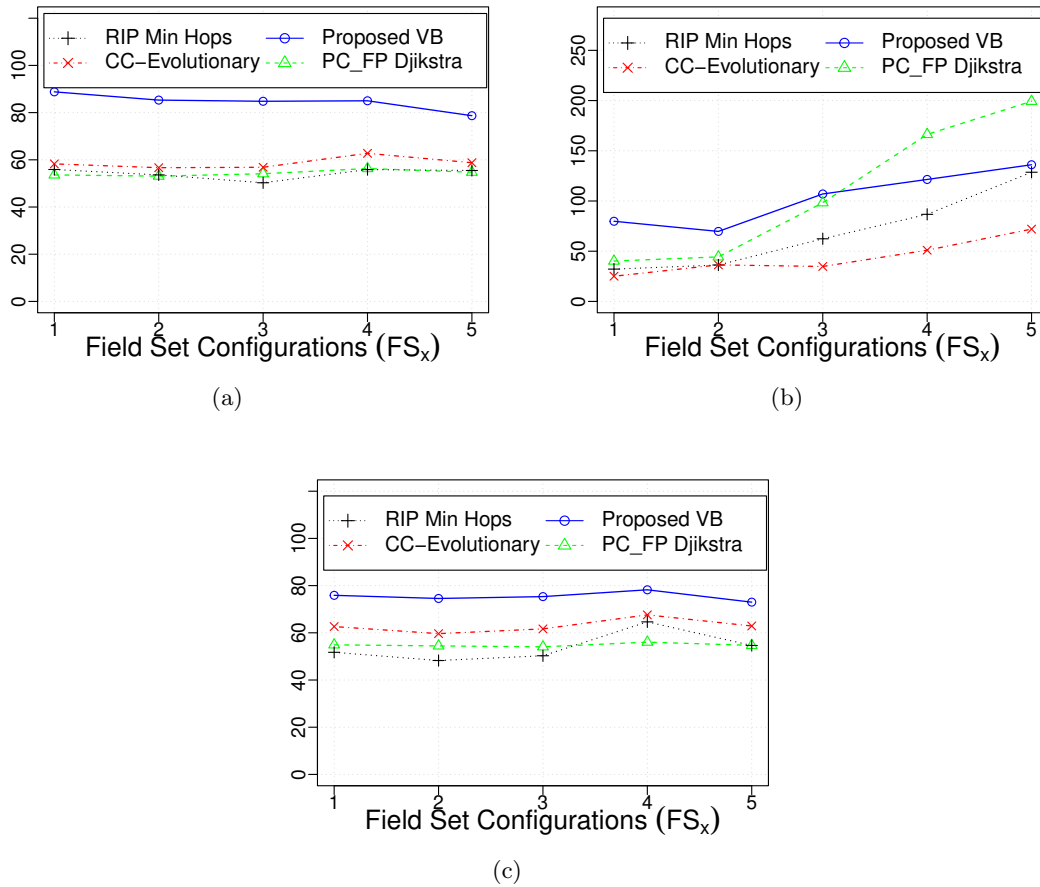 RIP Min Hops
Proposed VB
CC-Evolutionary
PC_FP Djikstra
0
20
40
60
80
100
1
2
3
4
5
Field Set Configurations (FSx)
(a)
RIP Min Hops
Proposed VB
CC-Evolutionary
PC_FP Djikstra
0
50
100
150
200
250
1
2
3
4
5
Field Set Configurations (FSx)
(b)
RIP Min Hops
Proposed VB
CC-Evolutionary
PC_FP Djikstra
0
20
40
60
80
100
1
2
3
4
5
Field Set Configurations (FSx)
(c)